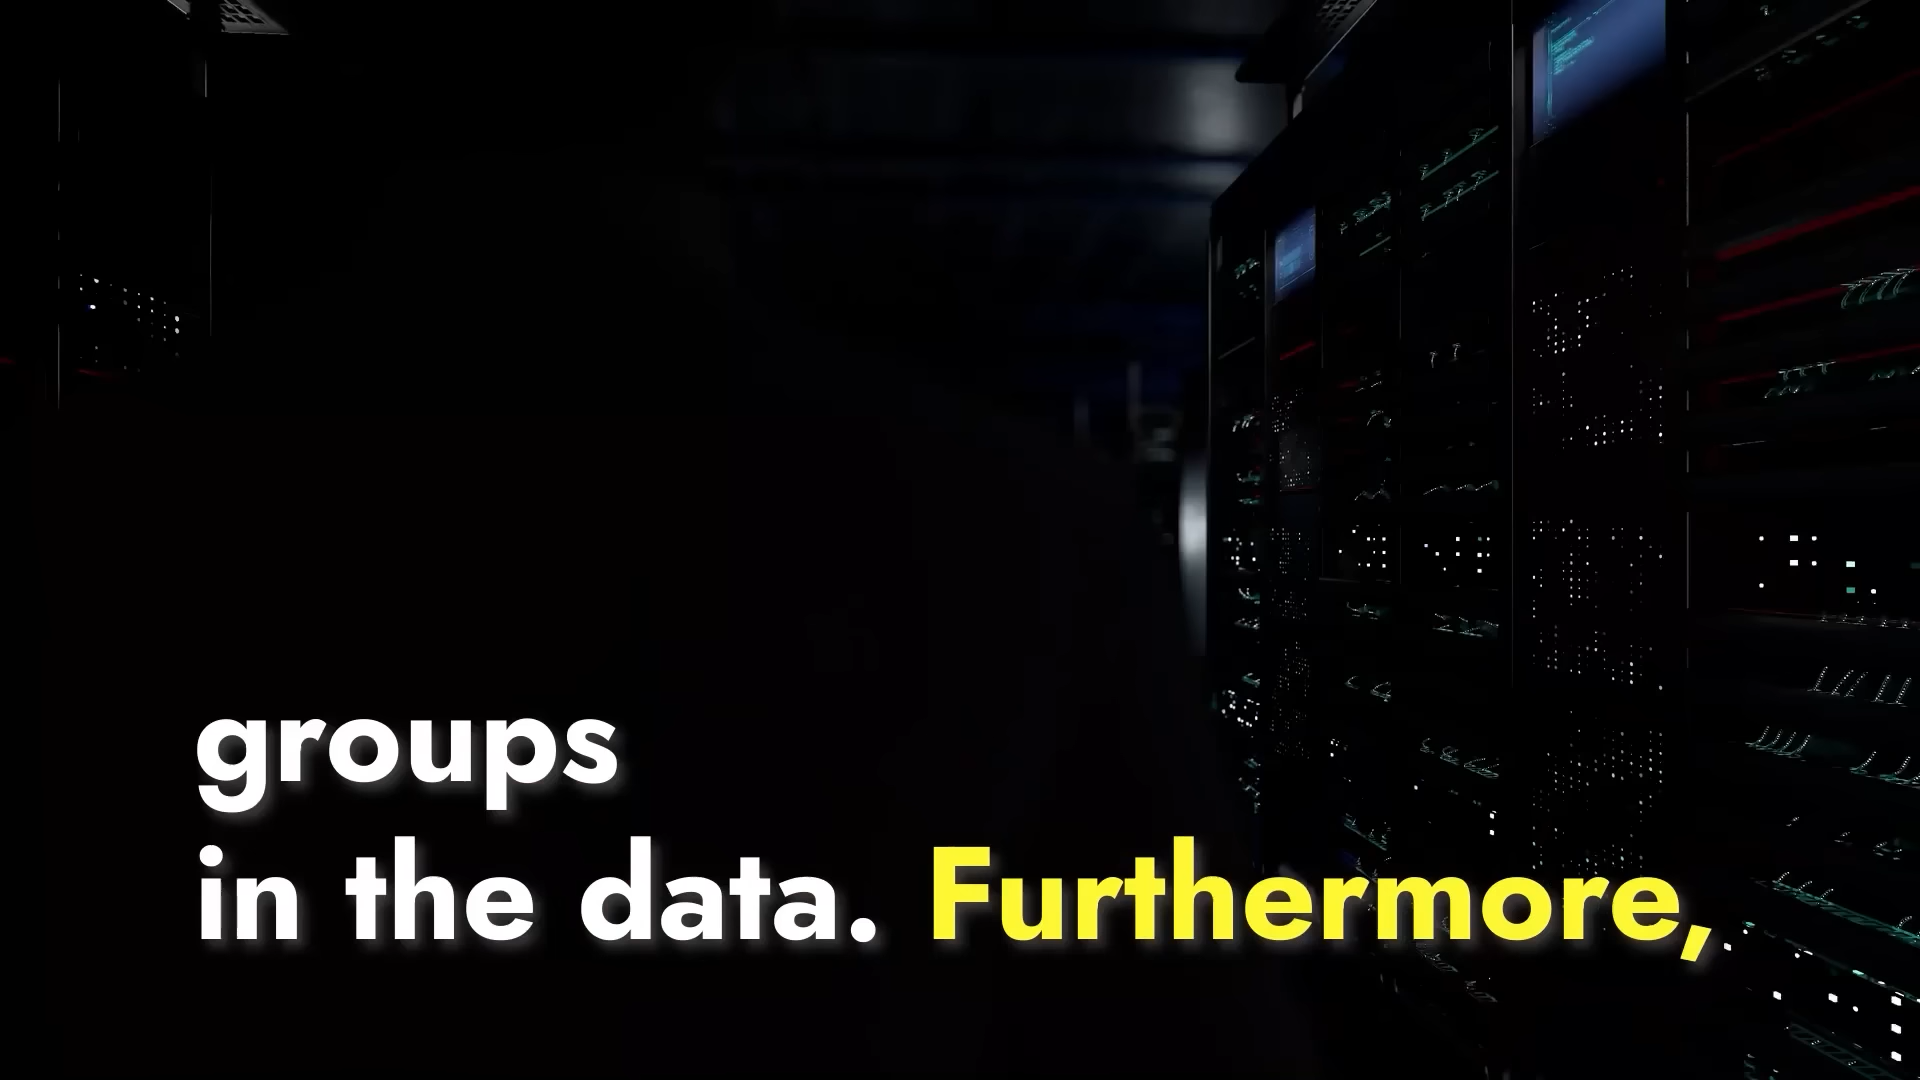 groups
in the data. Furthermore,